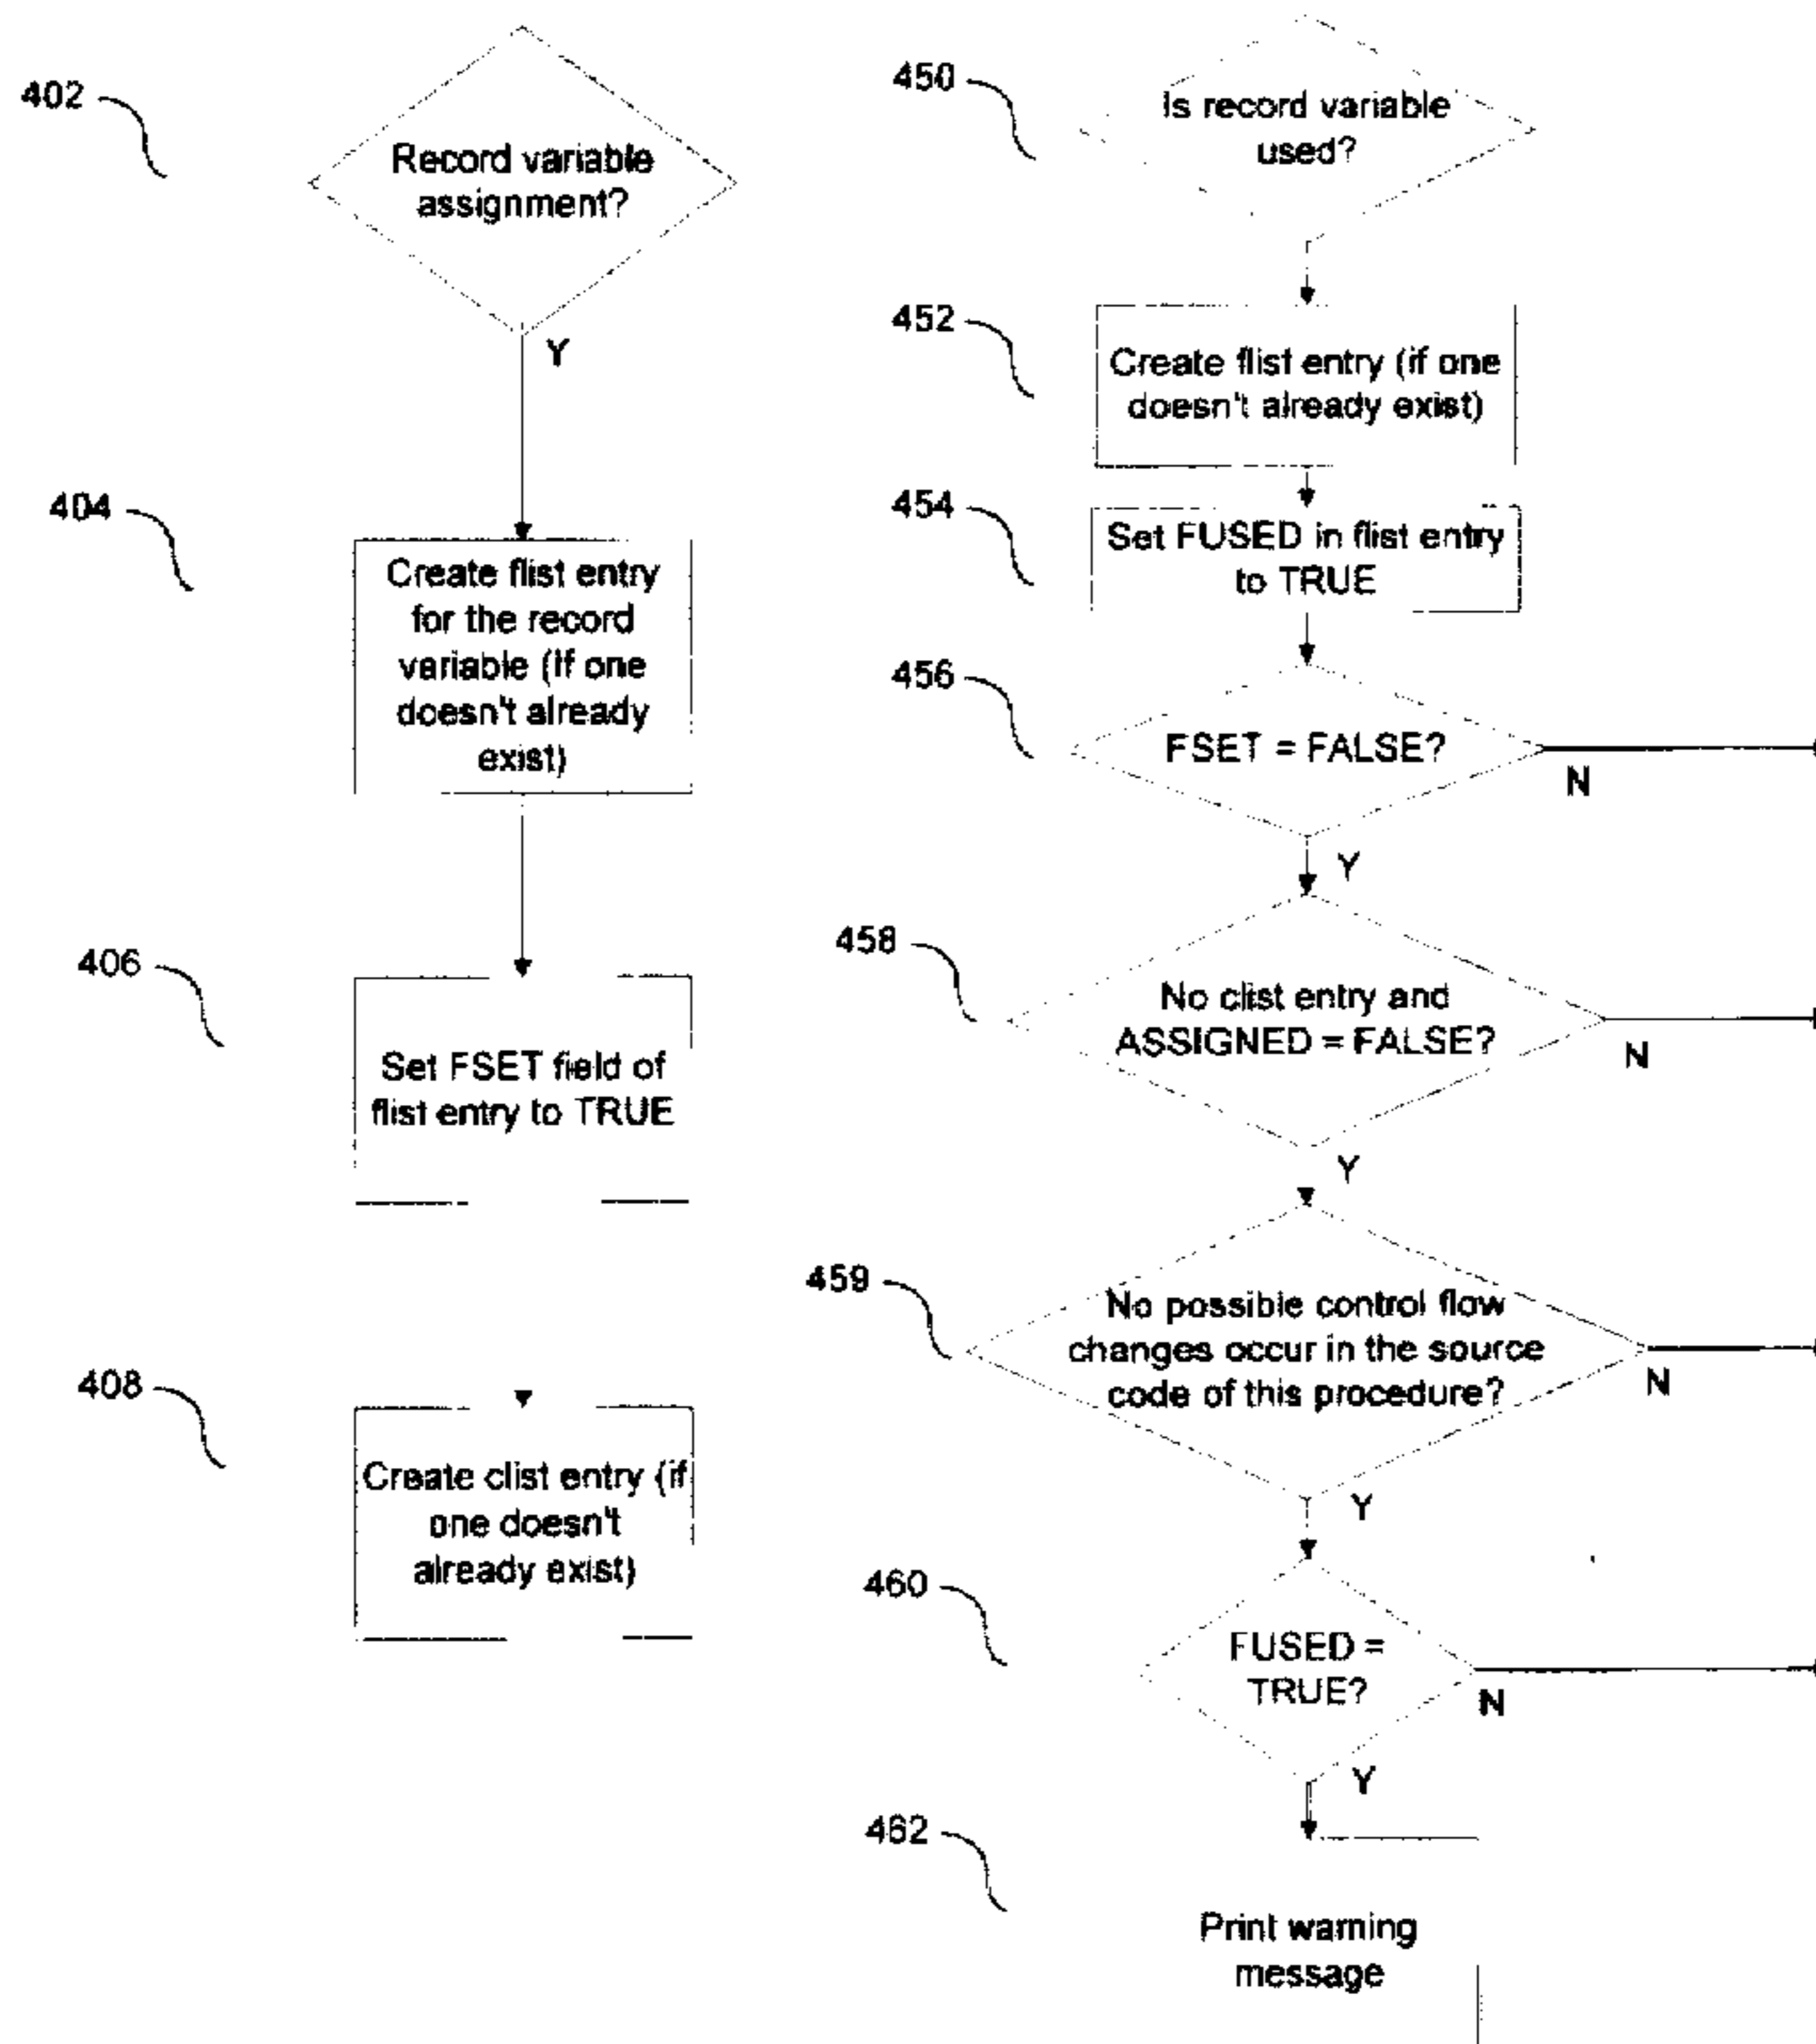 402
Record variable
assignment?
Y
404
Create flist entry
for the record
variable (if one
doesn't already
exist)
406
Set FSET field of
flist entry to TRUE
408
Create clist entry (if
one doesn't
already exist)
450
Is record variable
used?
452
Create flist entry (if one
doesn't already exist)
454
Set FUSED in flist entry
to TRUE
456
FSET = FALSE?
N
Y
458
No clist entry and
ASSIGNED = FALSE?
N
Y
459
No possible control flow
changes occur in the source
code of this procedure?
N
Y
460
FUSED =
TRUE?
N
Y
462
Print warning
message